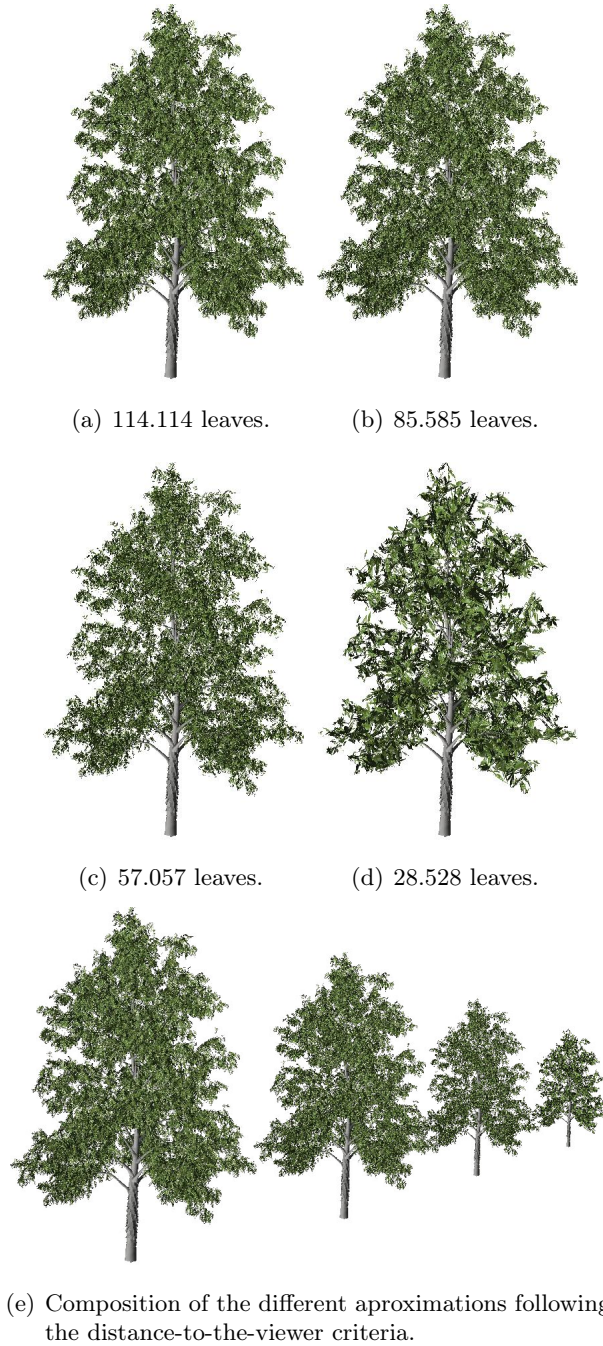 (a) 114.114 leaves.
(b) 85.585 leaves.
(c) 57.057 leaves.
(d) 28.528 leaves.
(e) Composition of the different aproximations following
the distance-to-the-viewer criteria.